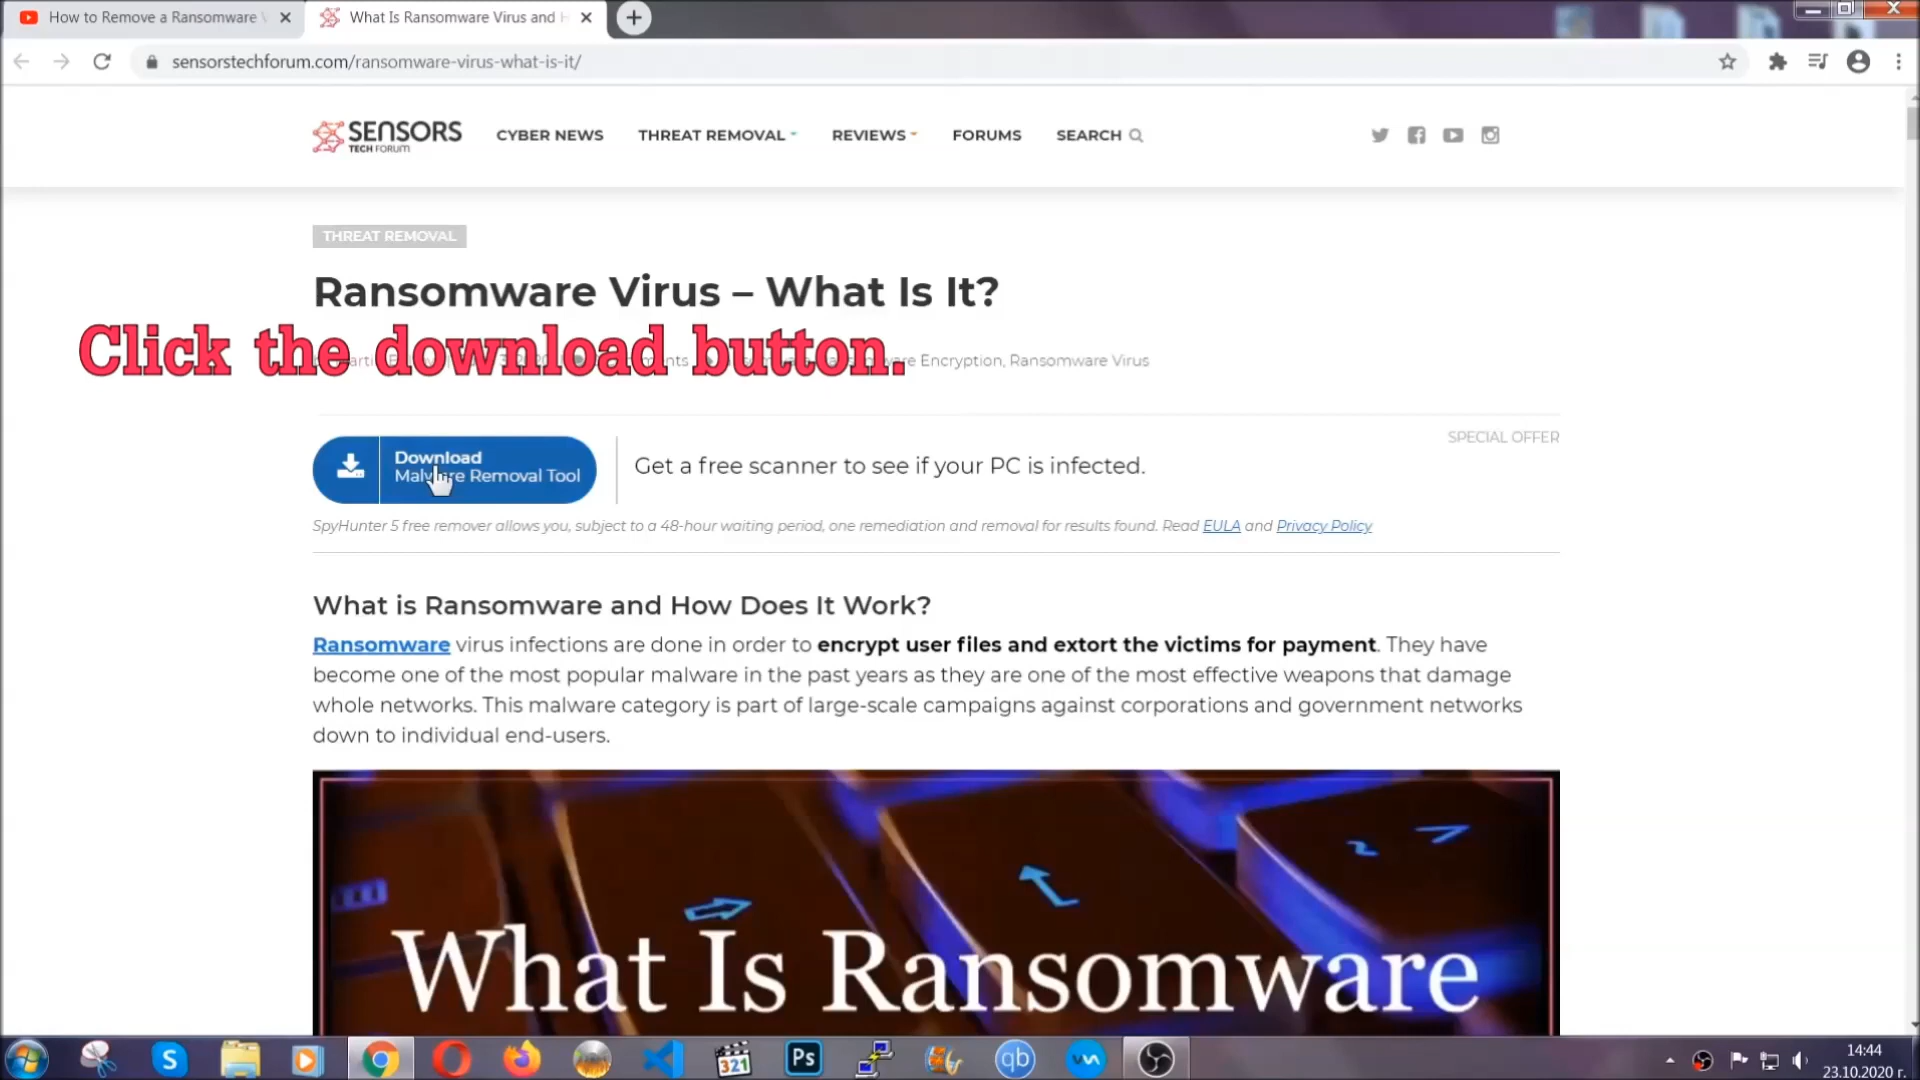 How to Remove a Ransomware V
What Is Ransomware Virus and H
sensorstechforum.com/ransomware-virus-what-is-it/
SENSORS
TECH FORUM
CYBER NEWS
THREAT REMOVAL
REVIEWS
FORUMS
SEARCH
THREAT REMOVAL
Ransomware Virus – What Is It?
Click the download button.
Encryption, Ransomware Virus
SPECIAL OFFER
Download
Malware Removal Tool
Get a free scanner to see if your PC is infected.
SpyHunter 5 free remover allows you, subject to a 48-hour waiting period, one remediation and removal for results found. Read EULA and Privacy Policy
What is Ransomware and How Does It Work?
Ransomware virus infections are done in order to encrypt user files and extort the victims for payment. They have
become one of the most popular malware in the past years as they are one of the most effective weapons that damage
whole networks. This malware category is part of large-scale campaigns against corporations and government networks
down to individual end-users.
What Is Ransomware
321
Ps
qb
14:44
23.10.2020 г.